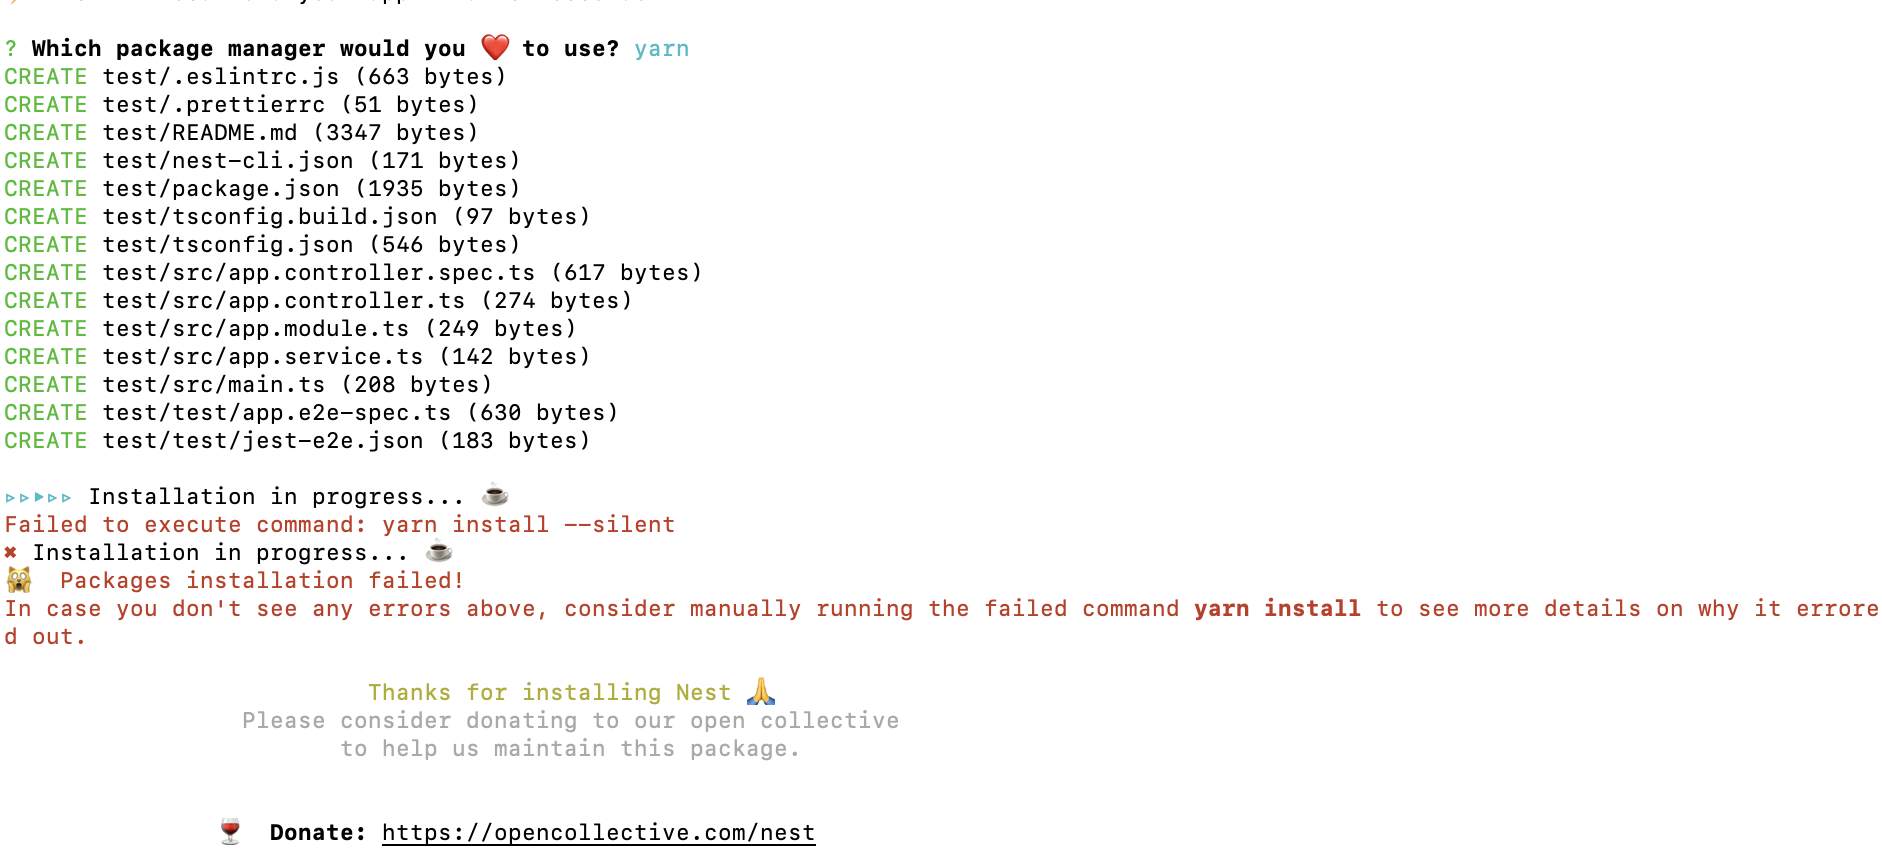 ? Which package manager would you ❤️ to use? yarn
CREATE test/.eslintrc.js (663 bytes)
CREATE test/.prettierrc (51 bytes)
CREATE test/README.md (3347 bytes)
CREATE test/nest-cli.json (171 bytes)
CREATE test/package.json (1935 bytes)
CREATE test/tsconfig.build.json (97 bytes)
CREATE test/tsconfig.json (546 bytes)
CREATE test/src/app.controller.spec.ts (617 bytes)
CREATE test/src/app.controller.ts (274 bytes)
CREATE test/src/app.module.ts (249 bytes)
CREATE test/src/app.service.ts (142 bytes)
CREATE test/src/main.ts (208 bytes)
CREATE test/test/app.e2e-spec.ts (630 bytes)
CREATE test/test/jest-e2e.json (183 bytes)
▹▹▸▹▹ Installation in progress... ☕
Failed to execute command: yarn install --silent
✖ Installation in progress... ☕
🙀 Packages installation failed!
In case you don't see any errors above, consider manually running the failed command yarn install to see more details on why it errore
d out.
Thanks for installing Nest 🙏
Please consider donating to our open collective
to help us maintain this package.
🍷 Donate: https://opencollective.com/nest